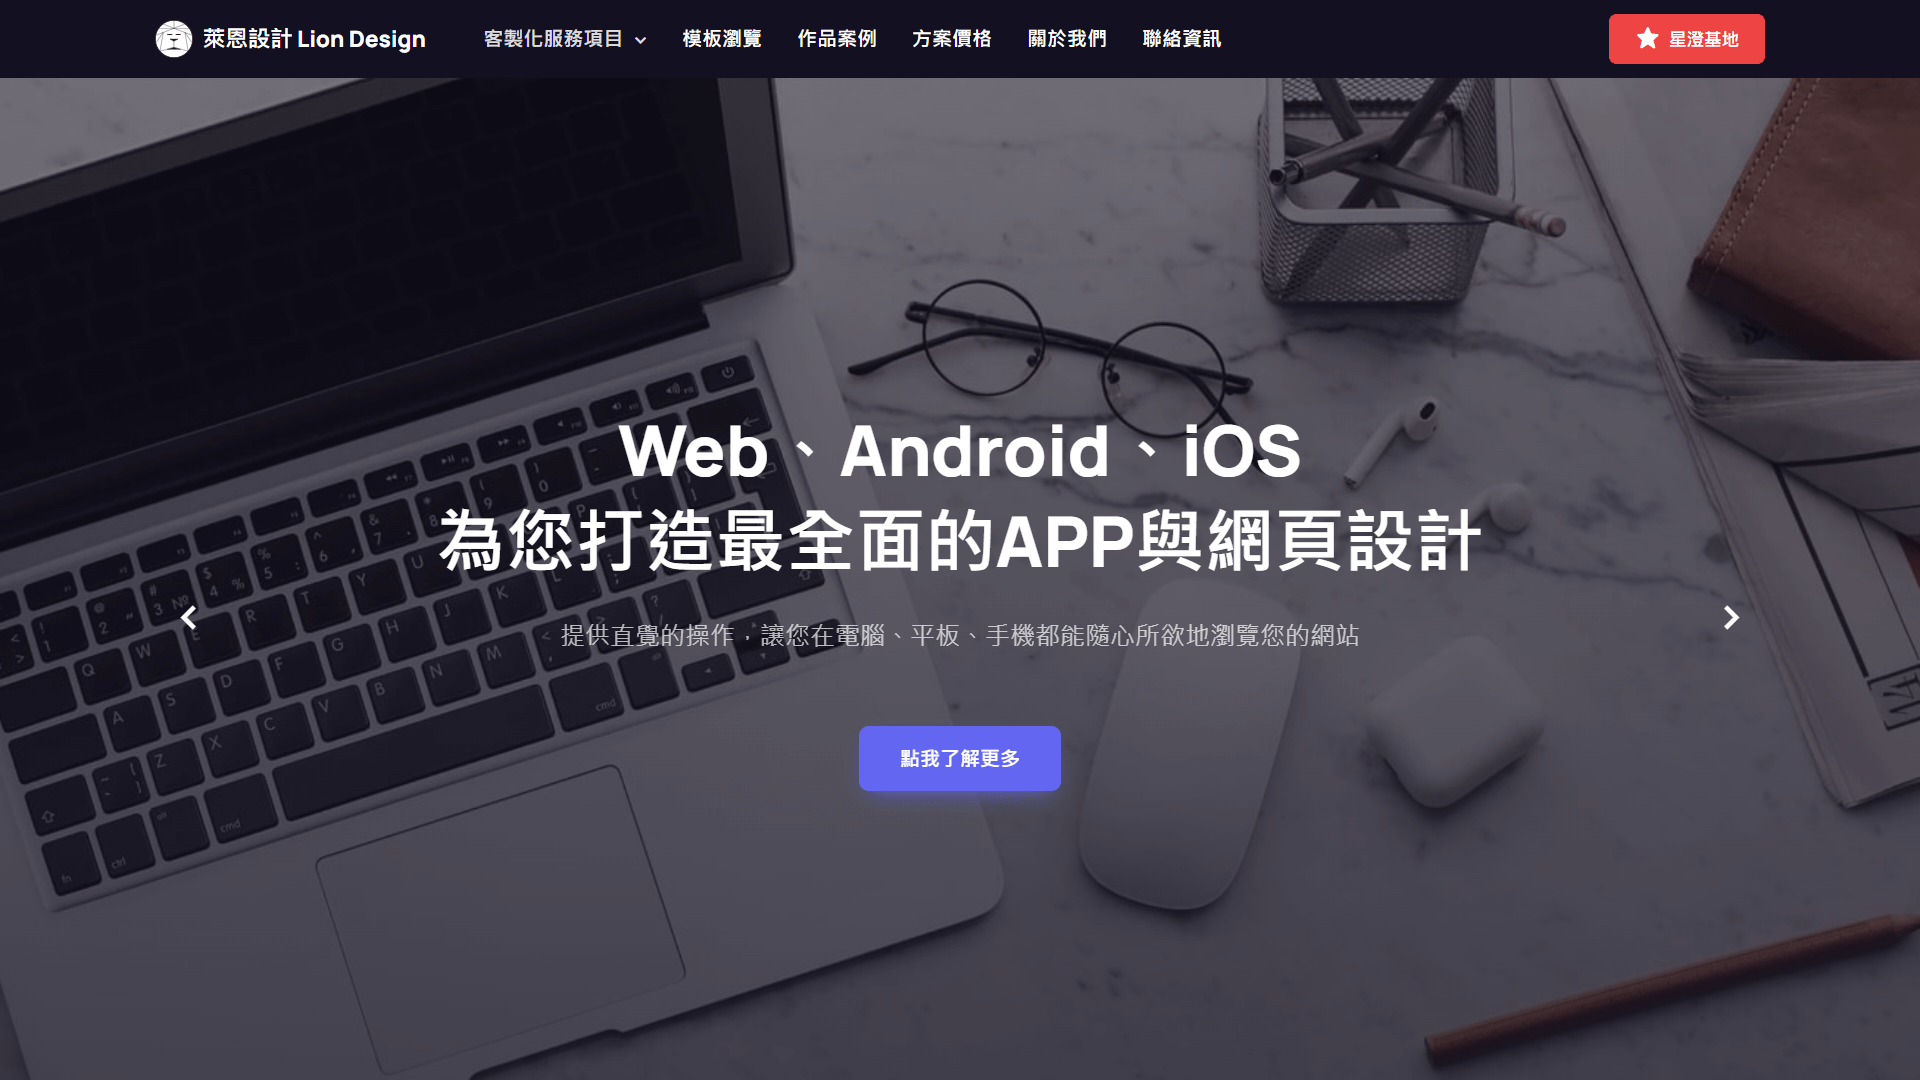 萊恩設計 Lion Design
客製化服務項目
模板瀏覽
作品案例
方案價格
關於我們
聯絡資訊
星澄基地
Web、Android、iOS
為您打造最全面的APP與網頁設計
提供直覺的操作，讓您在電腦、平板、手機都能隨心所欲地瀏覽您的網站
點我了解更多